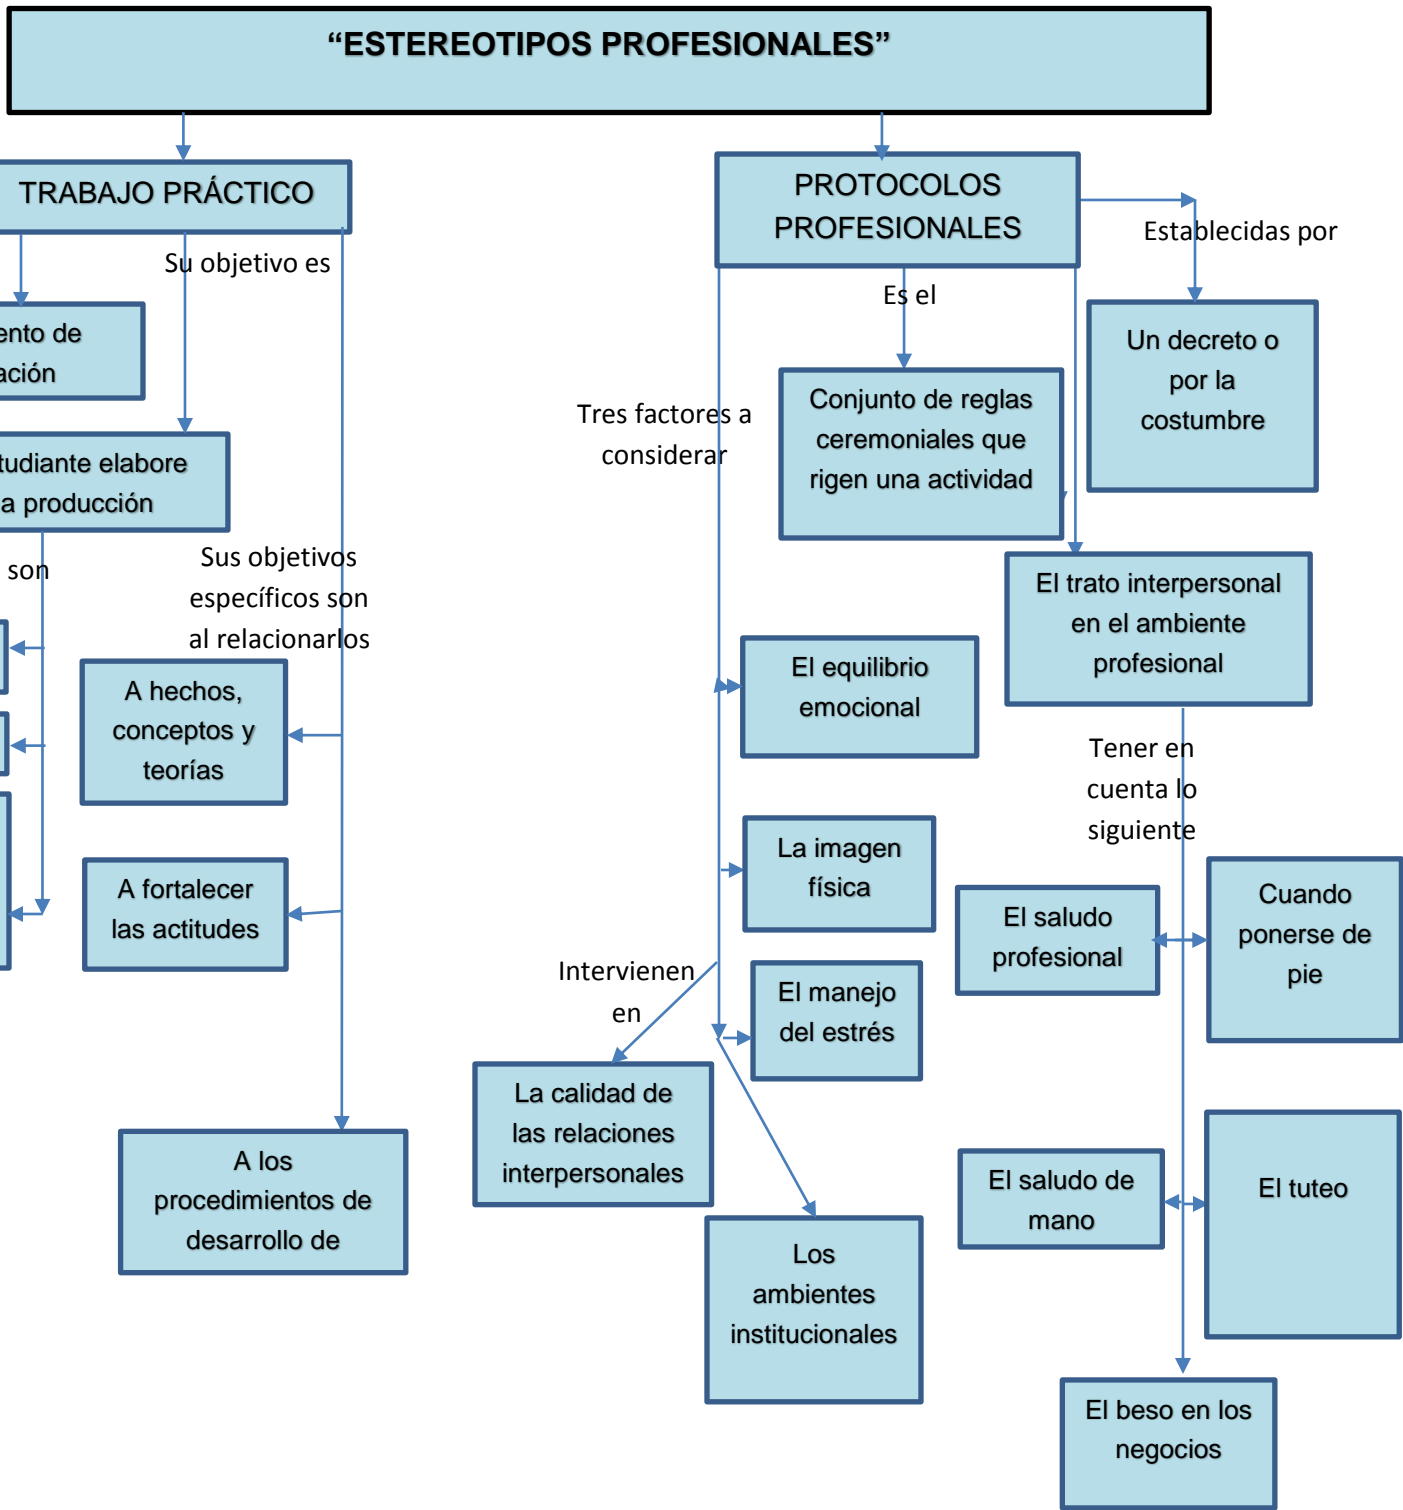 “ESTEREOTIPOS PROFESIONALES”
TRABAJO PRÁCTICO
Su objetivo es
ento de
ación
tudiante elabore
a producción
son
Sus objetivos
específicos son
al relacionarlos
A hechos,
conceptos y
teorías
A fortalecer
las actitudes
A los
procedimientos de
desarrollo de
PROTOCOLOS
PROFESIONALES
Establecidas por
Un decreto o
por la
costumbre
Es el
Conjunto de reglas
ceremoniales que
rigen una actividad
Tres factores a
considerar
El equilibrio
emocional
La imagen
física
El manejo
del estrés
Intervienen
en
La calidad de
las relaciones
interpersonales
Los
ambientes
institucionales
El trato interpersonal
en el ambiente
profesional
Tener en
cuenta lo
siguiente
El saludo
profesional
Cuando
ponerse de
pie
El saludo de
mano
El tuteo
El beso en los
negocios